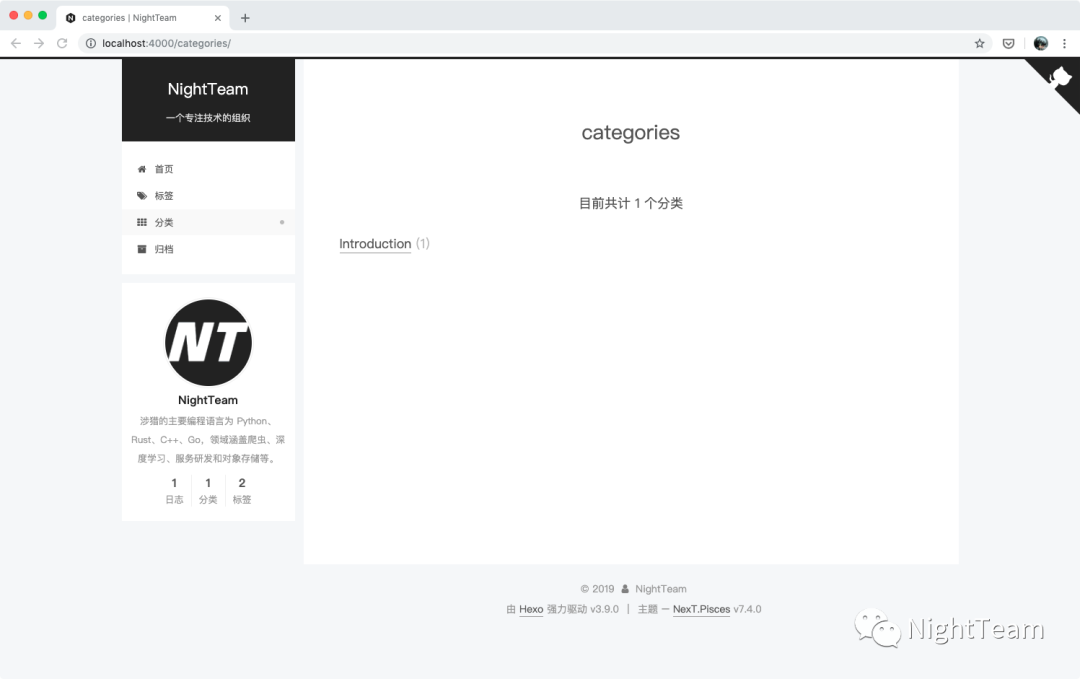 categories | NightTeam
localhost:4000/categories/
NightTeam
一个专注技术的组织
首页
标签
分类
归档
NT
NightTeam
涉猎的主要编程语言为 Python、
Rust、C++、Go，领域涵盖爬虫、深
度学习、服务研发和对象存储等。
1 1 2
日志 分类 标签
categories
目前共计 1 个分类
Introduction (1)
© 2019 NightTeam
由 Hexo 强力驱动 v3.9.0 | 主题 – NexT.Pisces v7.4.0
NightTeam